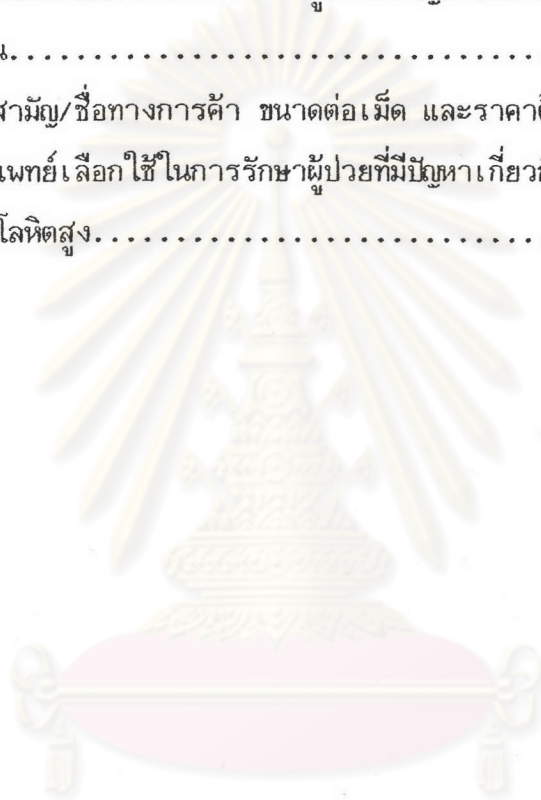 น.................................
สามัญ/ชื่อทางการค้า ขนาดต่อเม็ด และราคาต
แพทย์เลือกใช้ในการรักษาผู้ป่วยที่มีปัญหาเกี่ยวข
โลหิตสูง............................